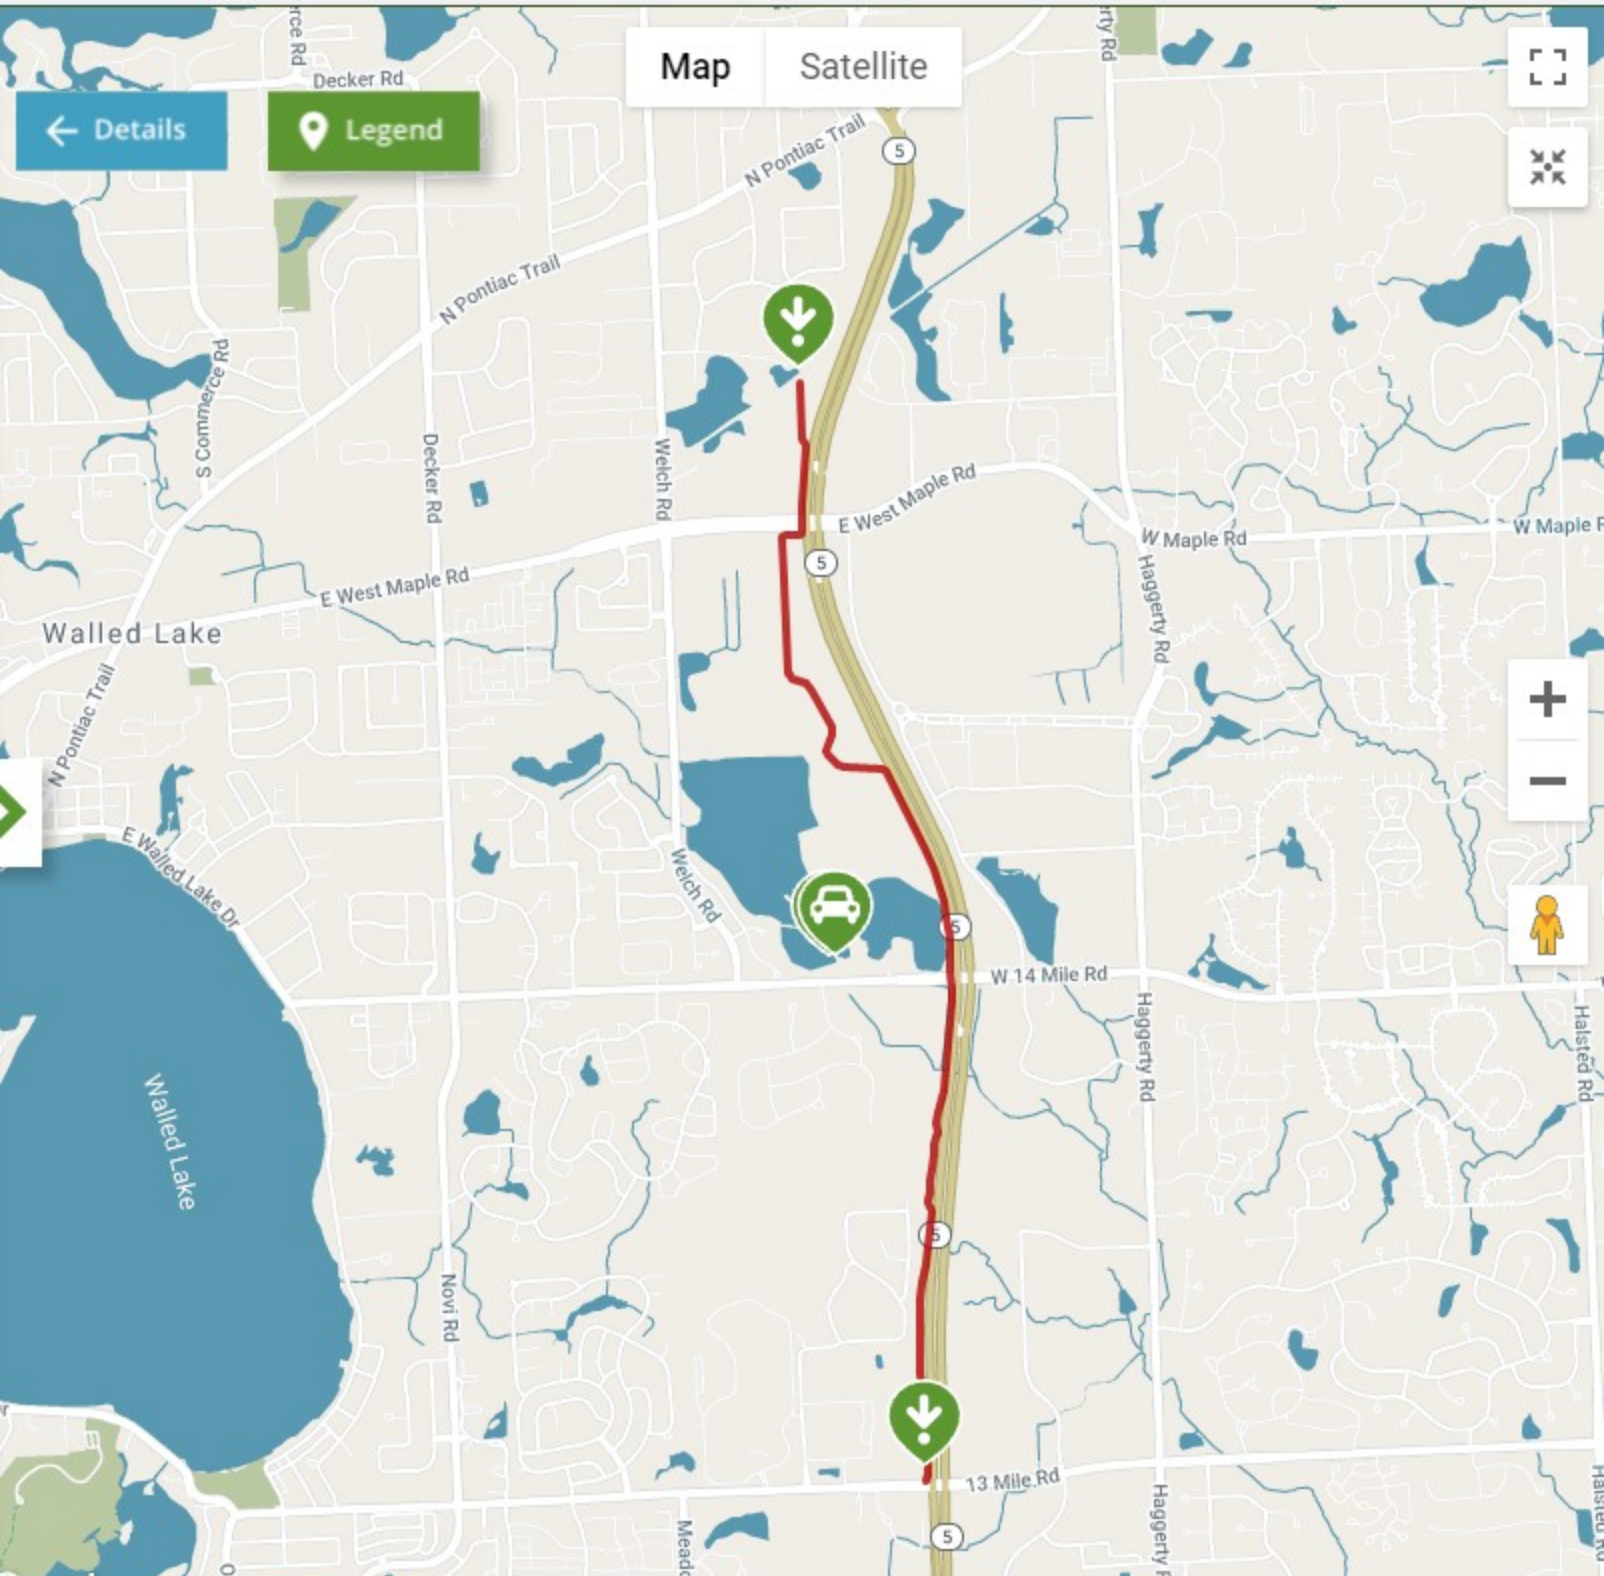 Decker Rd
erty Rd
Map
Satellite
Details
Legend
N Pontiac Trail
5
N Pontiac Trail
S Commerce Rd
Decker Rd
Welch Rd
E West Maple Rd
W Maple Rd
W Maple R
5
Haggerty Rd
E West Maple Rd
Walled Lake
N Pontiac Trail
E Walled Lake Dr
Welch Rd
5
W 14 Mile Rd
Haggerty Rd
Halsted Rd
Walled Lake
5
Novi Rd
13 Mile Rd
Haggerty R
Halsted Rd
Meado
5